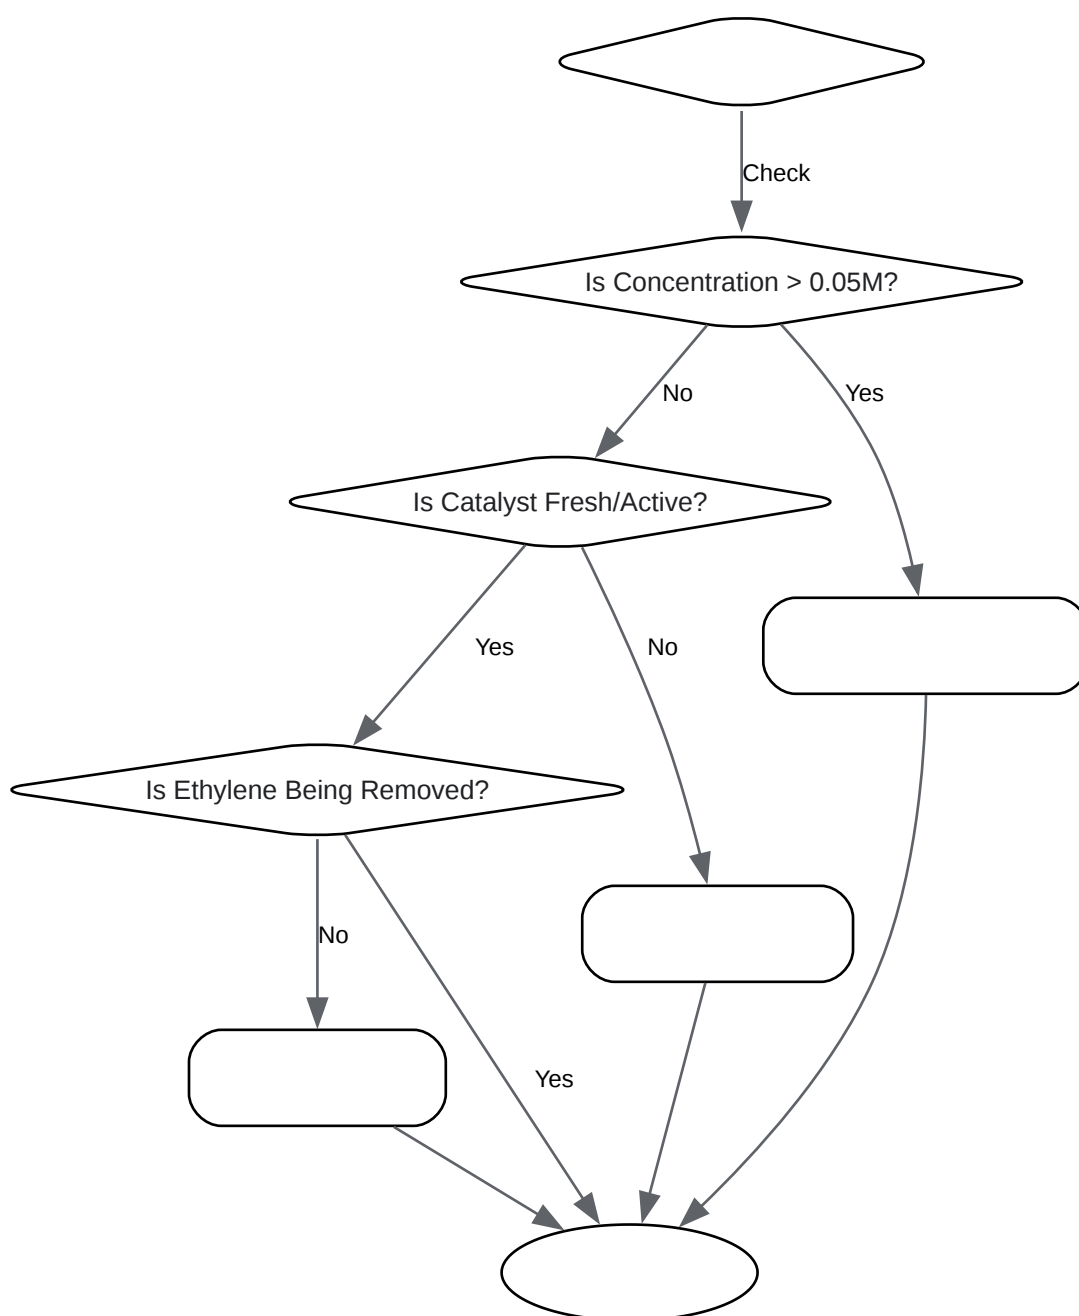 Check
Is Concentration > 0.05M?
No
Yes
Is Catalyst Fresh/Active?
Yes
No
Is Ethylene Being Removed?
No
Yes